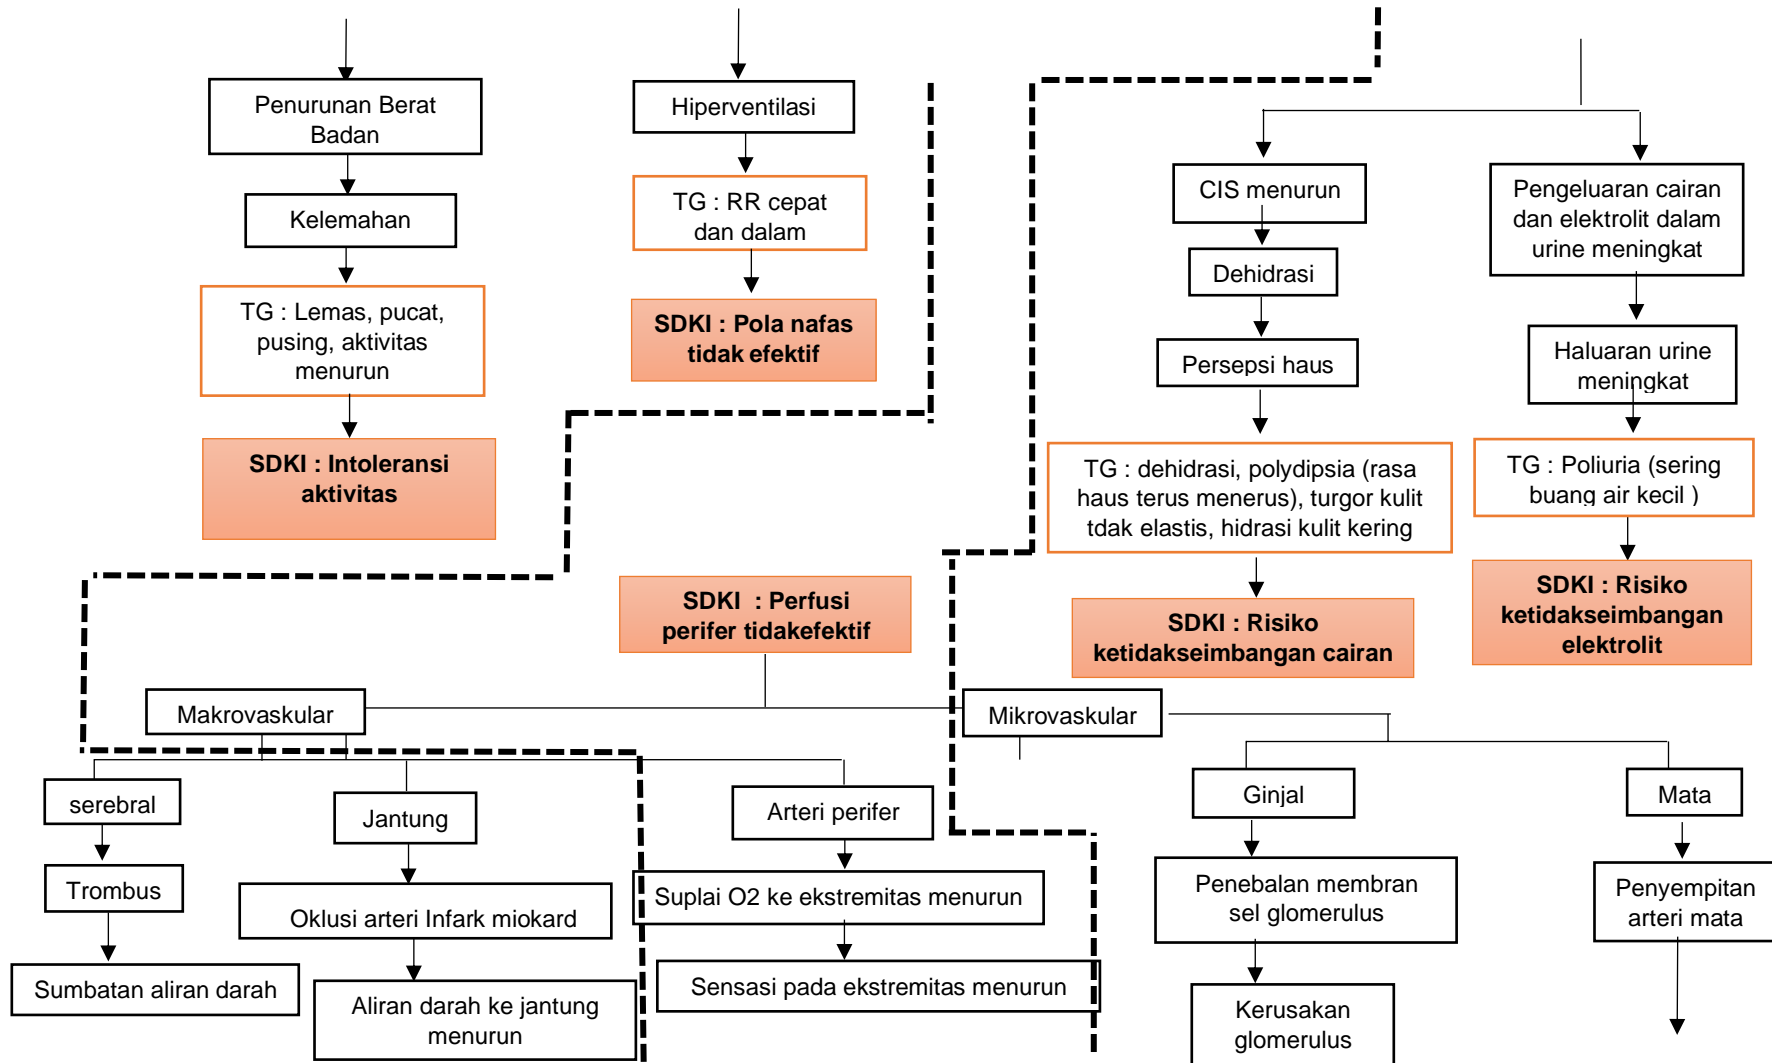 Penurunan Berat
Badan
Kelemahan
TG : Lemas, pucat,
pusing, aktivitas
menurun
SDKI : Intoleransi
aktivitas
Hiperventilasi
TG : RR cepat
dan dalam
SDKI : Pola nafas
tidak efektif
CIS menurun
Dehidrasi
Persepsi haus
TG : dehidrasi, polydipsia (rasa
haus terus menerus), turgor kulit
tdak elastis, hidrasi kulit kering
SDKI : Risiko
ketidakseimbangan cairan
Pengeluaran cairan
dan elektrolit dalam
urine meningkat
Haluaran urine
meningkat
TG : Poliuria (sering
buang air kecil )
SDKI : Risiko
ketidakseimbangan
elektrolit
SDKI : Perfusi
perifer tidakefektif
Makrovaskular
Mikrovaskular
serebral
Trombus
Sumbatan aliran darah
Jantung
Oklusi arteri Infark miokard
Aliran darah ke jantung
menurun
Arteri perifer
Suplai O2 ke ekstremitas menurun
Sensasi pada ekstremitas menurun
Ginjal
Penebalan membran
sel glomerulus
Kerusakan
glomerulus
Mata
Penyempitan
arteri mata